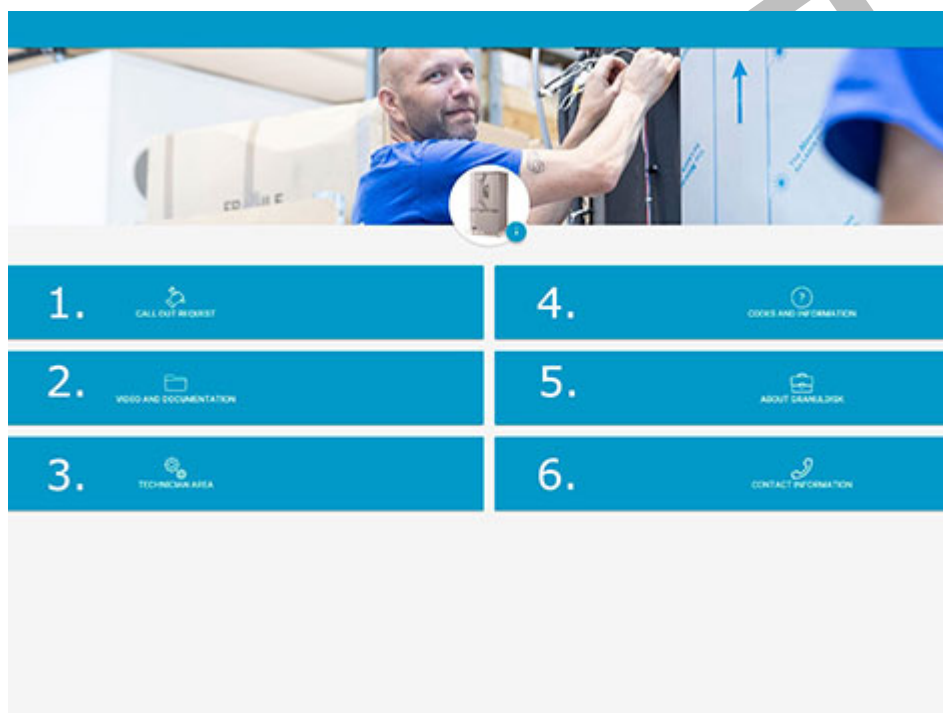 1.
CALL OUT REQUEST
2.
VIDEO AND DOCUMENTATION
3.
TECHNICIAN AREA
4.
CODES AND INFORMATION
5.
ABOUT GRANULDISK
6.
CONTACT INFORMATION